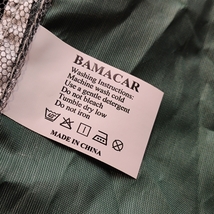 BAMACAR
Washing Instructions:
Machine wash cold
Use a gentle detergent
Do not bleach
Tumble dry low
Do not iron
MADE IN CHINA